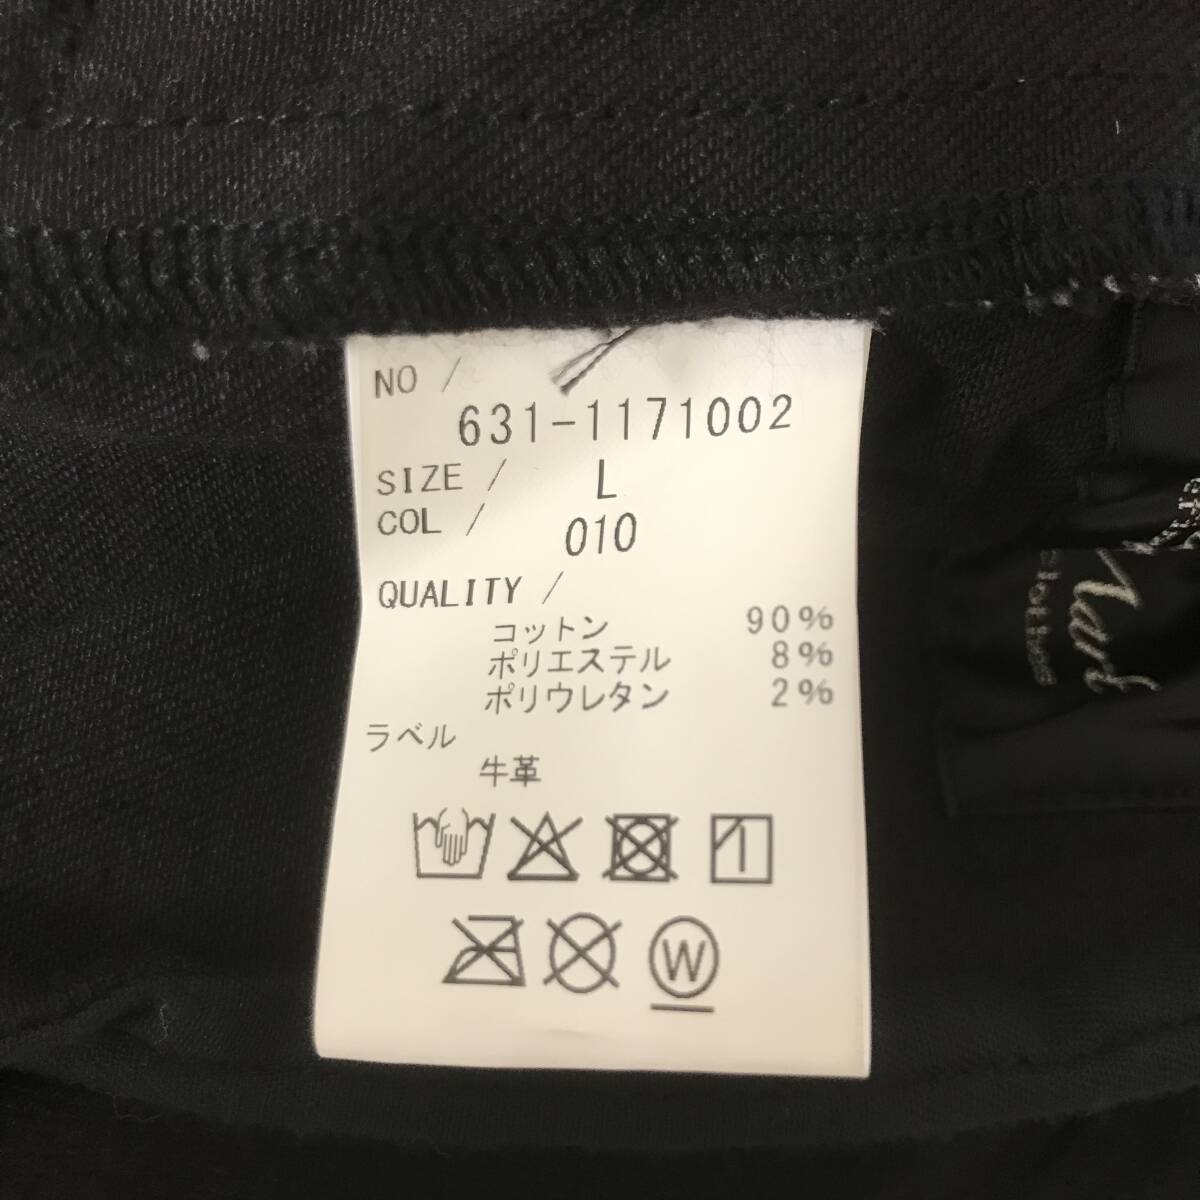 NO /
631-1171002
SIZE / L
COL / 010
QUALITY /
コットン 90%
ポリエステル 8%
ポリウレタン 2%
ラベル
牛革
W
clothes